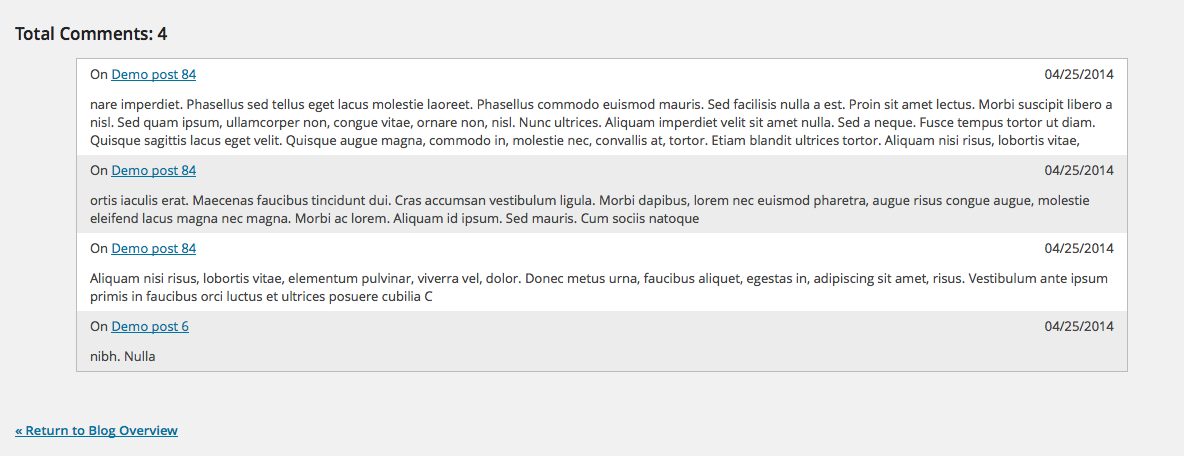 Total Comments: 4
On Demo post 84 04/25/2014
nare imperdiet. Phasellus sed tellus eget lacus molestie laoreet. Phasellus commodo euismod mauris. Sed facilisis nulla a est. Proin sit amet lectus. Morbi suscipit libero a
nisl. Sed quam ipsum, ullamcorper non, congue vitae, ornare non, nisl. Nunc ultrices. Aliquam imperdiet velit sit amet nulla. Sed a neque. Fusce tempus tortor ut diam.
Quisque sagittis lacus eget velit. Quisque augue magna, commodo in, molestie nec, convallis at, tortor. Etiam blandit ultrices tortor. Aliquam nisi risus, lobortis vitae,
On Demo post 84 04/25/2014
ortis iaculis erat. Maecenas faucibus tincidunt dui. Cras accumsan vestibulum ligula. Morbi dapibus, lorem nec euismod pharetra, augue risus congue augue, molestie
eleifend lacus magna nec magna. Morbi ac lorem. Aliquam id ipsum. Sed mauris. Cum sociis natoque
On Demo post 84 04/25/2014
Aliquam nisi risus, lobortis vitae, elementum pulvinar, viverra vel, dolor. Donec metus urna, faucibus aliquet, egestas in, adipiscing sit amet, risus. Vestibulum ante ipsum
primis in faucibus orci luctus et ultrices posuere cubilia C
On Demo post 6 04/25/2014
nibh. Nulla
« Return to Blog Overview